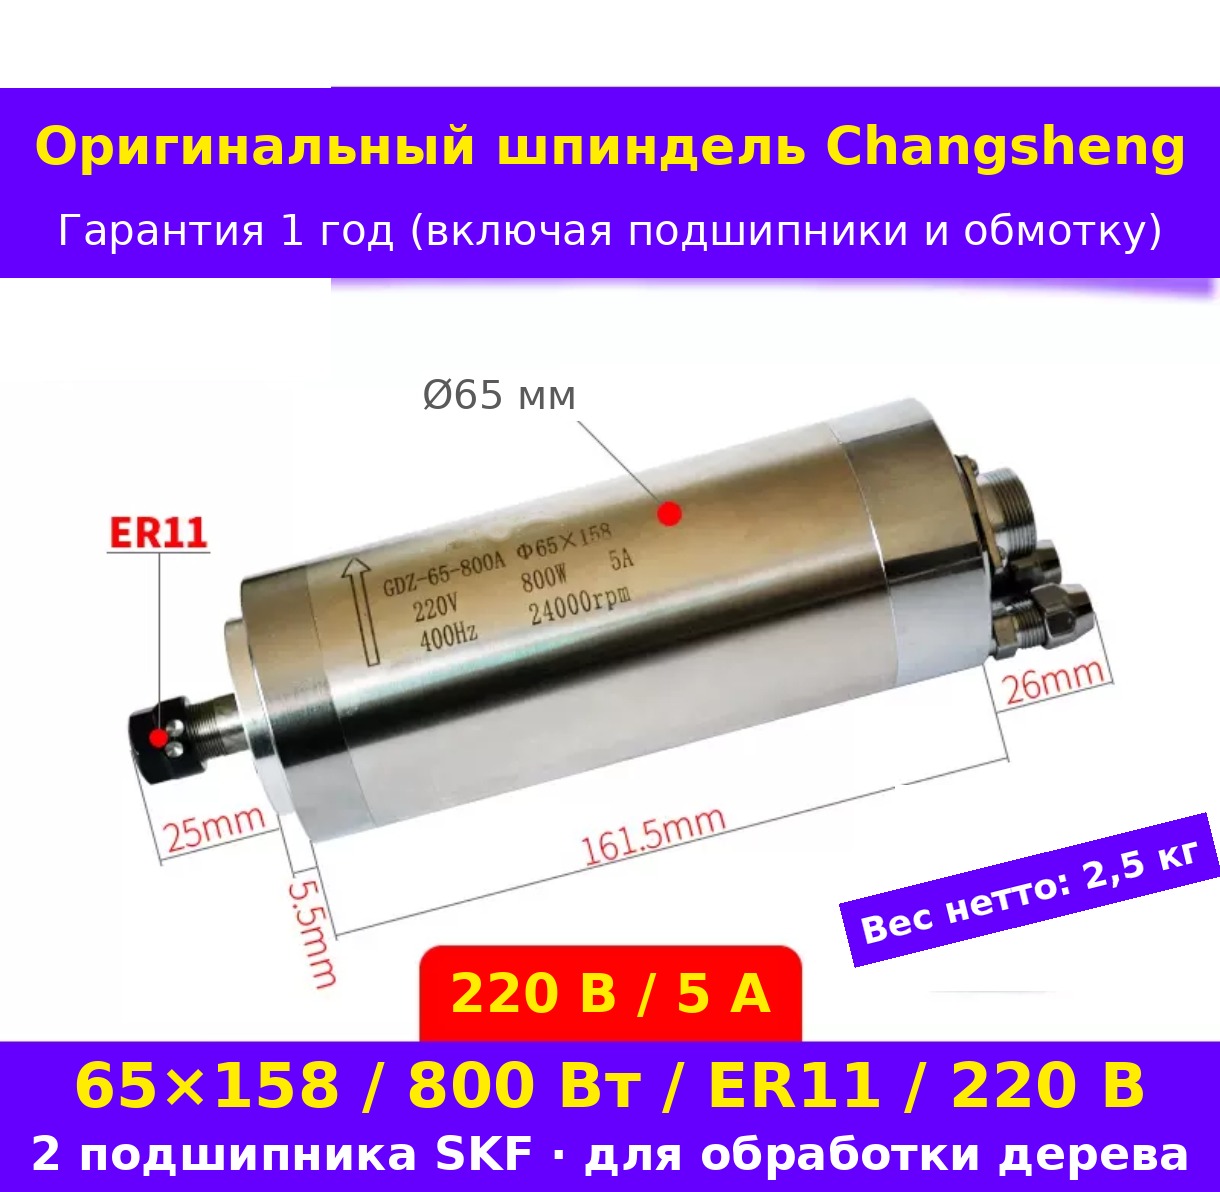 Оригинальный шпиндель Changsheng
Гарантия 1 год (включая подшипники и обмотку)
Ø65 мм
ER11
GDZ-65-800A Φ65×158
220V 800W 5A
400Hz 24000rpm
26mm
25mm
161.5mm
5.5mm
Вес нетто: 2,5 кг
220 В / 5 А
65×158 / 800 Вт / ER11 / 220 В
2 подшипника SKF · для обработки дерева